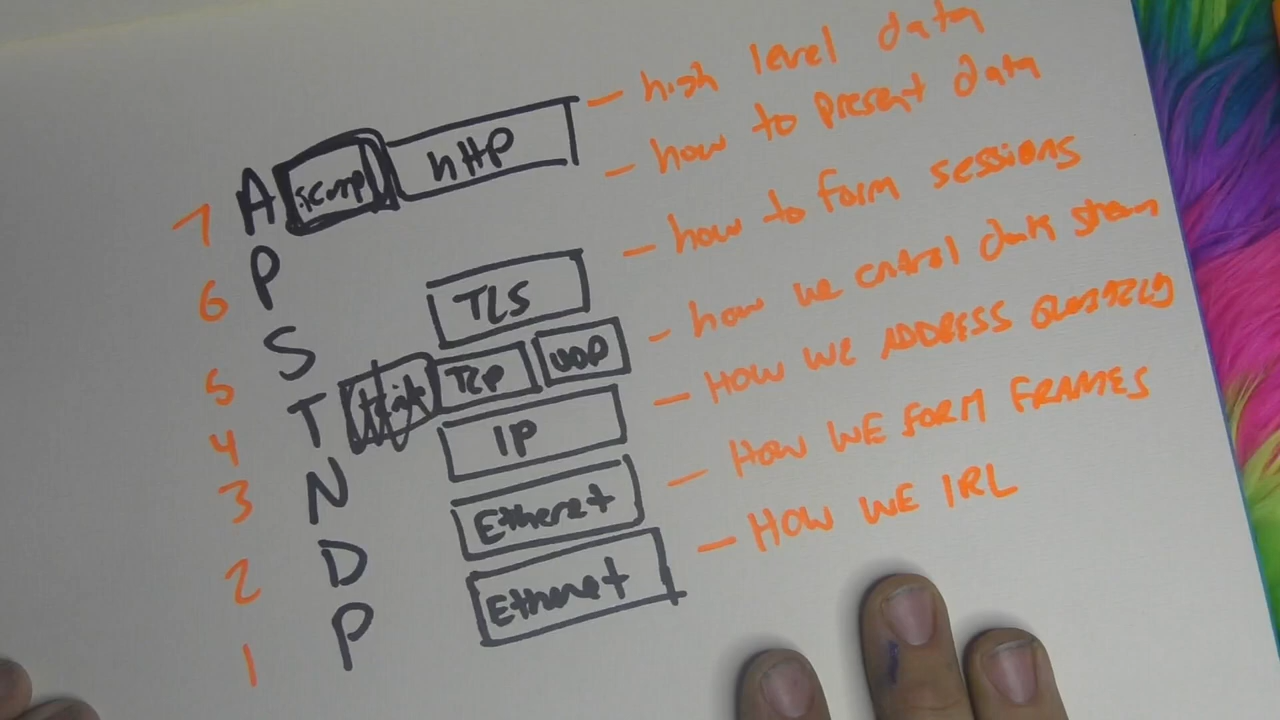 7 A icmp http - high level data
6 P - how to present data
5 S TLS - how to form sessions
4 T TCP UDP - how we control data stream
3 N IP - HOW WE ADDRESS
2 D Ethernet - HOW WE FORM FRAMES
1 P Ethernet - HOW WE IRL